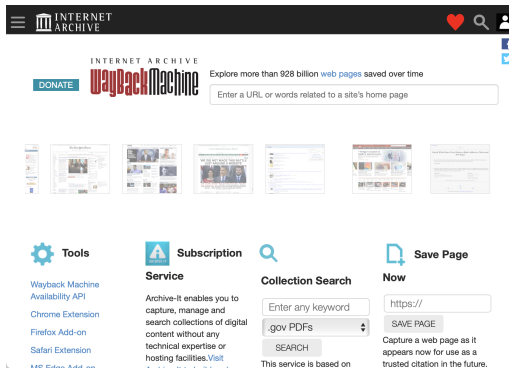 INTERNET
ARCHIVE
INTERNET ARCHIVE
WayBackMachine
DONATE
Explore more than 928 billion web pages saved over time
Enter a URL or words related to a site's home page
Tools
Wayback Machine
Availability API
Chrome Extension
Firefox Add-on
Safari Extension
MS Edge Add-on
Subscription
Service
Archive-It enables you to
capture, manage and
search collections of digital
content without any
technical expertise or
hosting facilities.Visit
Collection Search
Enter any keyword
.gov PDFs
SEARCH
This service is based on
Save Page
Now
https://
SAVE PAGE
Capture a web page as it
appears now for use as a
trusted citation in the future.